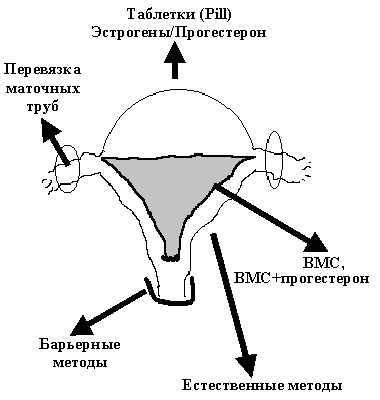 Таблетки (Pill)
Эстрогены/Прогестерон
Перевязка
маточных
труб
ВМС,
ВМС+прогестерон
Барьерные
методы
Естественные методы